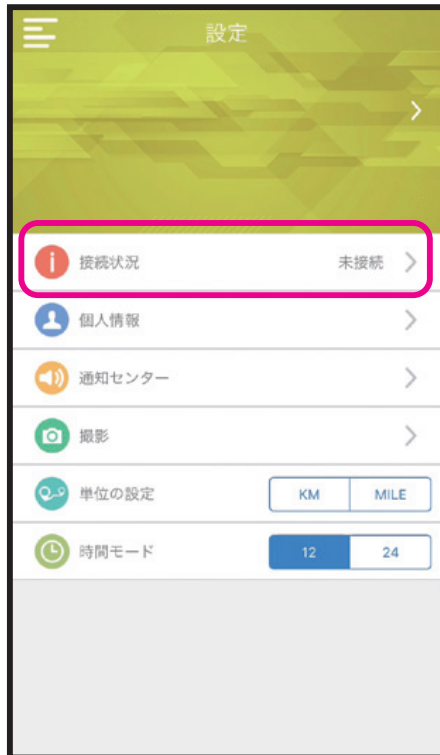 設定
接続状況 未接続
個人情報
通知センター
撮影
単位の設定 KM MILE
時間モード 12 24